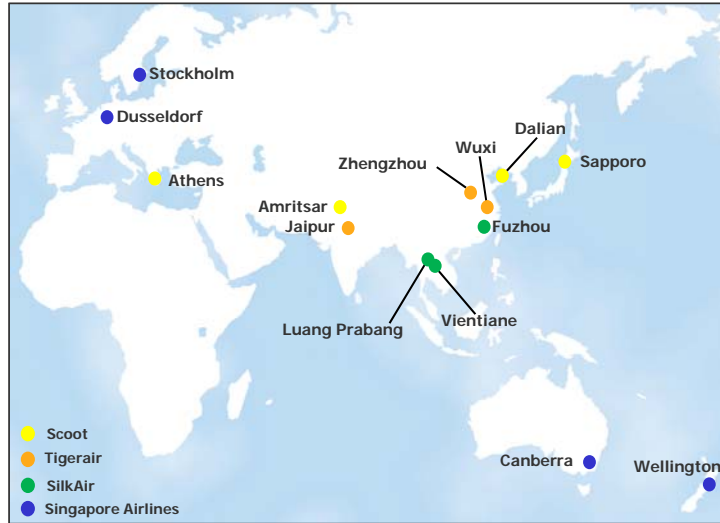 Stockholm
Dusseldorf
Dalian
Wuxi
Zhengzhou
Sapporo
Athens
Amritsar
Jaipur
Fuzhou
Luang Prabang
Vientiane
Canberra
Wellington
Scoot
Tigerair
SilkAir
Singapore Airlines